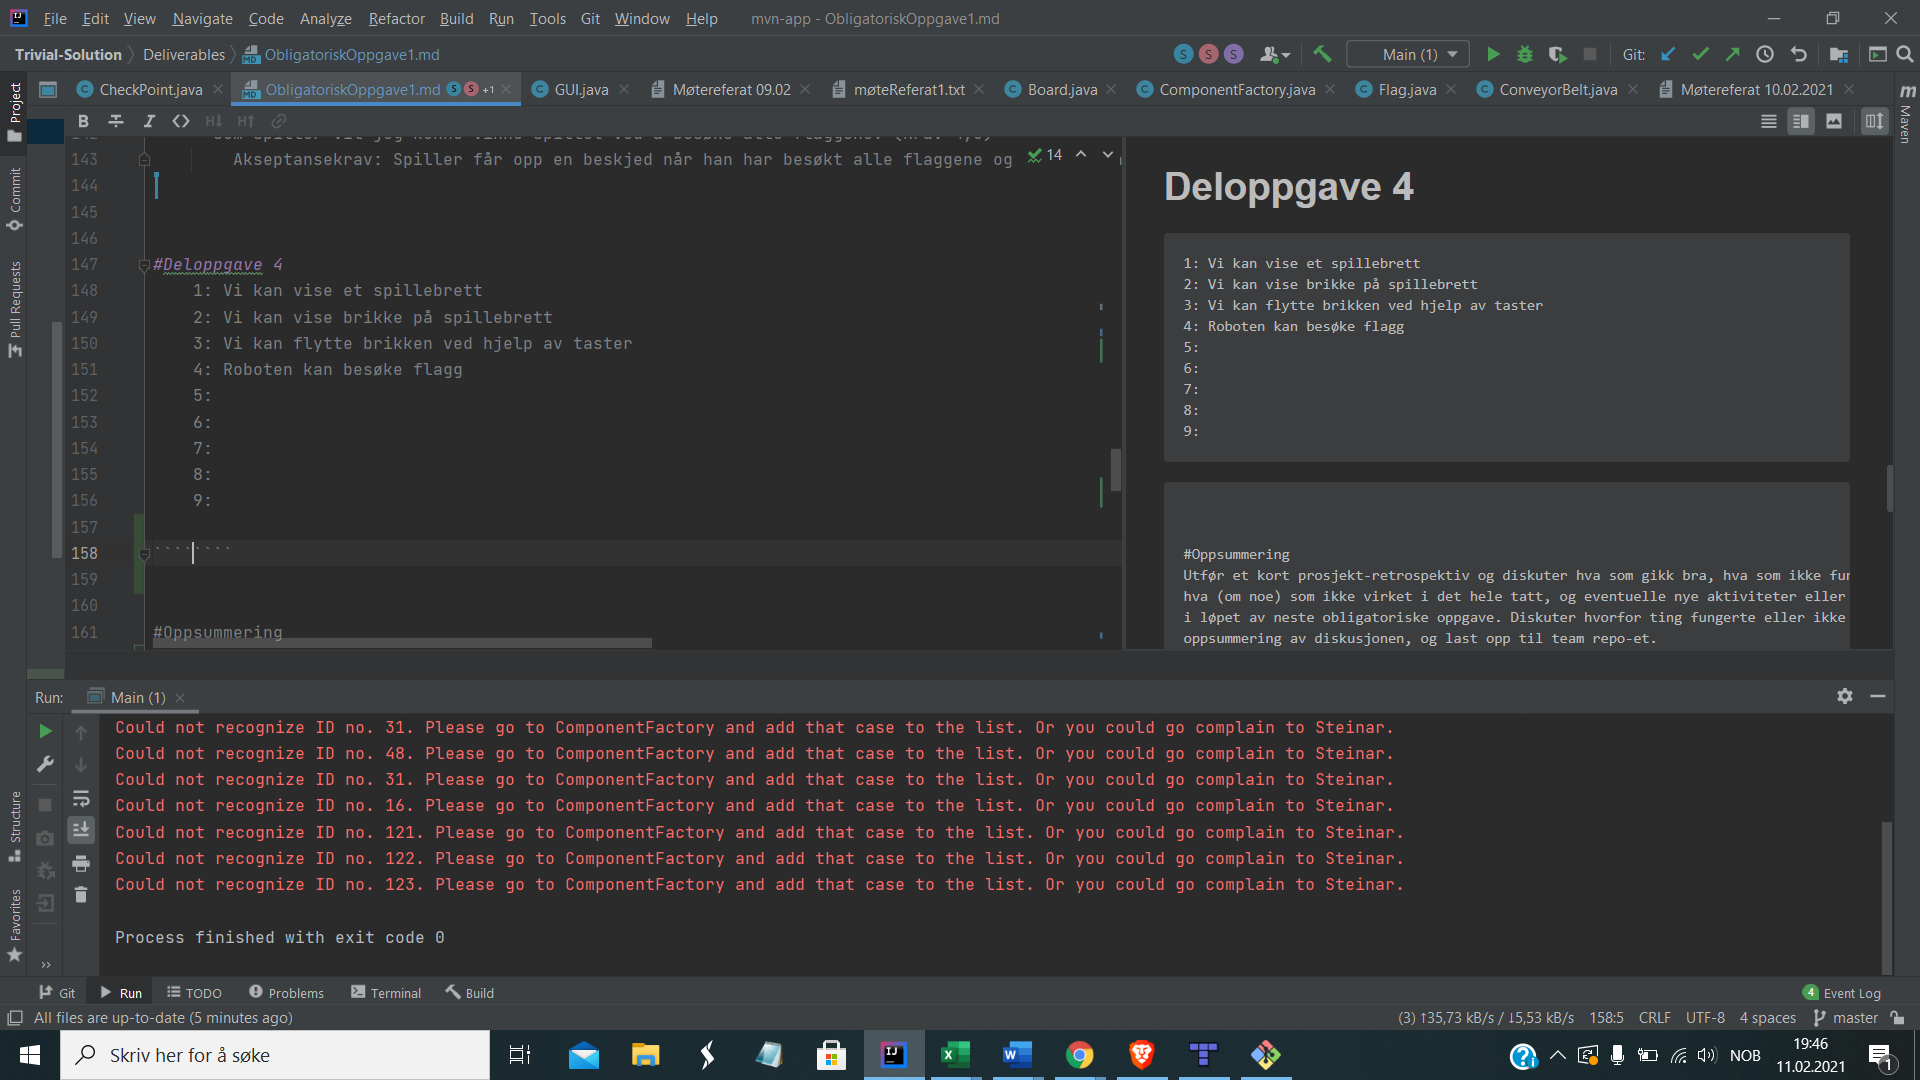 File Edit View Navigate Code Analyze Refactor Build Run Tools Git Window Help mvn-app - ObligatoriskOppgave1.md
Trivial-Solution Deliverables ObligatoriskOppgave1.md S S S Main (1) Git:
CheckPoint.java ObligatoriskOppgave1.md S S +1 GUI.java Møtereferat 09.02 møteReferat1.txt Board.java ComponentFactory.java Flag.java ConveyorBelt.java Møtereferat 10.02.2021
Project
Commit
Pull Requests
Structure
Favorites
Maven
143 Akseptansekrav: Spiller får opp en beskjed når han har besøkt alle flaggene og
14
144
145
146
147 #Deloppgave 4
148 1: Vi kan vise et spillebrett
149 2: Vi kan vise brikke på spillebrett
150 3: Vi kan flytte brikken ved hjelp av taster
151 4: Roboten kan besøke flagg
152 5:
153 6:
154 7:
155 8:
156 9:
157
158 ````````
159
160
161 #Oppsummering
Deloppgave 4
1: Vi kan vise et spillebrett
2: Vi kan vise brikke på spillebrett
3: Vi kan flytte brikken ved hjelp av taster
4: Roboten kan besøke flagg
5:
6:
7:
8:
9:
#Oppsummering
Utfør et kort prosjekt-retrospektiv og diskuter hva som gikk bra, hva som ikke
hva (om noe) som ikke virket i det hele tatt, og eventuelle nye aktiviteter eller
i løpet av neste obligatoriske oppgave. Diskuter hvorfor ting fungerte eller ikke
oppsummering av diskusjonen, og last opp til team repo-et.
Run: Main (1)
Could not recognize ID no. 31. Please go to ComponentFactory and add that case to the list. Or you could go complain to Steinar.
Could not recognize ID no. 48. Please go to ComponentFactory and add that case to the list. Or you could go complain to Steinar.
Could not recognize ID no. 31. Please go to ComponentFactory and add that case to the list. Or you could go complain to Steinar.
Could not recognize ID no. 16. Please go to ComponentFactory and add that case to the list. Or you could go complain to Steinar.
Could not recognize ID no. 121. Please go to ComponentFactory and add that case to the list. Or you could go complain to Steinar.
Could not recognize ID no. 122. Please go to ComponentFactory and add that case to the list. Or you could go complain to Steinar.
Could not recognize ID no. 123. Please go to ComponentFactory and add that case to the list. Or you could go complain to Steinar.
Process finished with exit code 0
Git Run TODO Problems Terminal Build 4 Event Log
All files are up-to-date (5 minutes ago) (3) ↑35,73 kB/s / ↓5,53 kB/s 158:5 CRLF UTF-8 4 spaces master
Skriv her for å søke NOB 19:46
11.02.2021 1